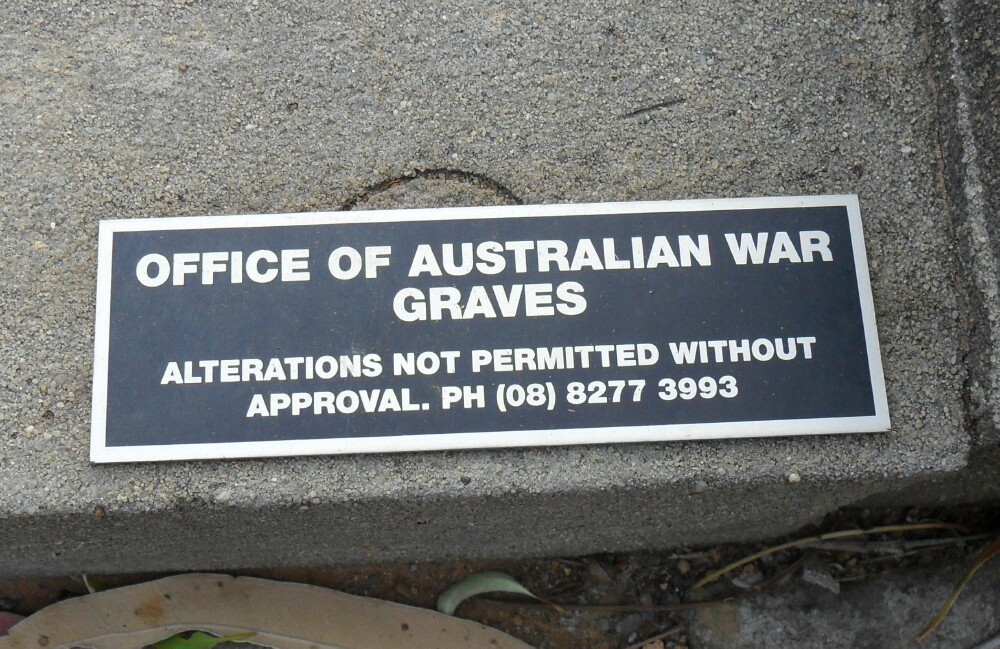 OFFICE OF AUSTRALIAN WAR
GRAVES
ALTERATIONS NOT PERMITTED WITHOUT
APPROVAL. PH (08) 8277 3993